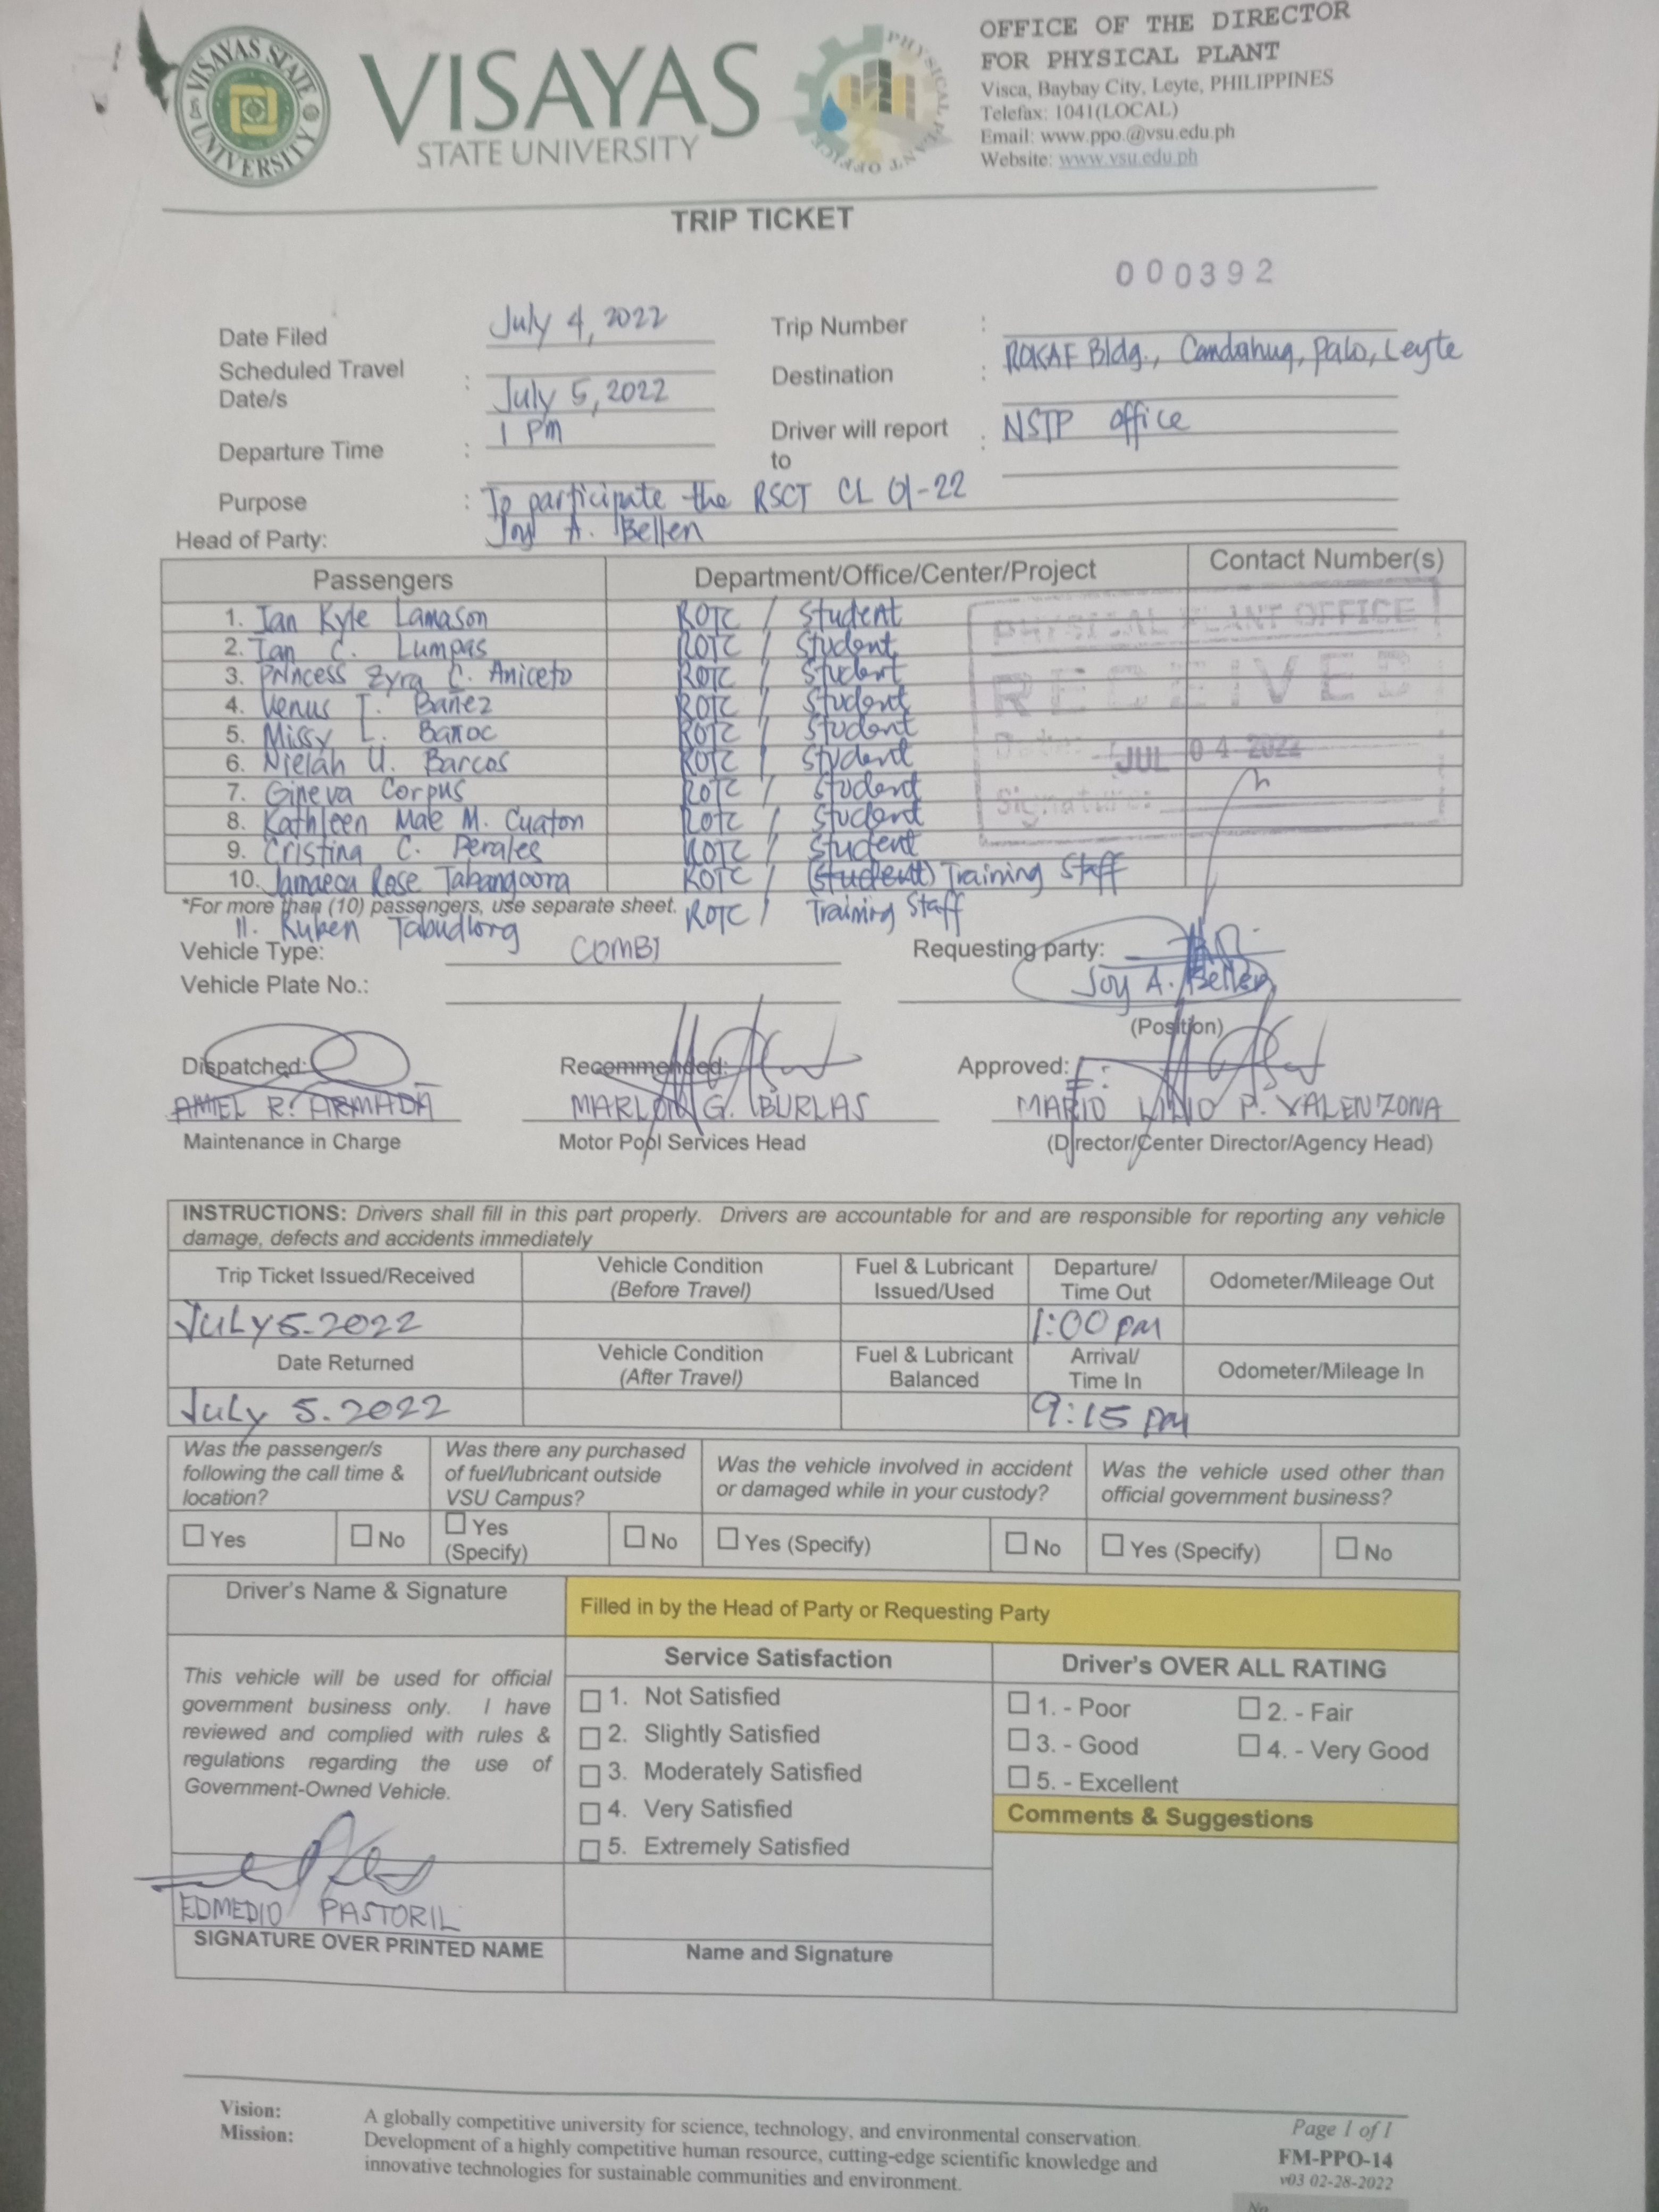 VISAYAS STATE UNIVERSITY
VISAYAS
STATE UNIVERSITY
PHYSICAL PLANT OFFICE
OFFICE OF THE DIRECTOR
FOR PHYSICAL PLANT
Visca, Baybay City, Leyte, PHILIPPINES
Telefax: 1041(LOCAL)
Email: www.ppo.@vsu.edu.ph
Website: www.vsu.edu.ph
TRIP TICKET
000392
Date Filed July 4, 2022 Trip Number :
Scheduled Travel Date/s : July 5, 2022 Destination : ROKAF Bldg., Candahug, Palo, Leyte
Departure Time : 1 PM Driver will report to : NSTP office
Purpose : To participate the RSCT CL 01-22
Head of Party: Joy A. Bellen
Passengers Department/Office/Center/Project Contact Number(s)
1. Ian Kyle Lamason ROTC / Student
2. Ian C. Lumpas ROTC / Student
3. Princess Zyra C. Aniceto ROTC / Student
4. Venus T. Bañez ROTC / Student
5. Missy L. Baroc ROTC / Student
6. Nielah U. Barcos ROTC / Student
7. Gineva Corpus ROTC / Student
8. Kathleen Mae M. Cuaton ROTC / Student
9. Cristina C. Perales ROTC / Student
10. Jamaeca Rose Tabangoora ROTC / (Student) Training Staff
PHYSICAL PLANT OFFICE
RECEIVED
Date: JUL 04 2022
Signature:
*For more than (10) passengers, use separate sheet.
11. Ruben Tabudlong ROTC / Training Staff
Vehicle Type: COMBI Requesting party:
Joy A. Bellen
Vehicle Plate No.:
(Position)
Dispatched: Recommended: Approved:
AMIEL R. ARMADA MARLON G. BURLAS MARIO LILIO P. VALENZONA
Maintenance in Charge Motor Pool Services Head (Director/Center Director/Agency Head)
INSTRUCTIONS: Drivers shall fill in this part properly. Drivers are accountable for and are responsible for reporting any vehicle
damage, defects and accidents immediately
Trip Ticket Issued/Received Vehicle Condition (Before Travel) Fuel & Lubricant Issued/Used Departure/ Time Out Odometer/Mileage Out
JULY 5.2022 1:00 PM
Date Returned Vehicle Condition (After Travel) Fuel & Lubricant Balanced Arrival/ Time In Odometer/Mileage In
July 5.2022 9:15 PM
Was the passenger/s following the call time & location? Was there any purchased of fuel/lubricant outside VSU Campus? Was the vehicle involved in accident or damaged while in your custody? Was the vehicle used other than official government business?
Yes No Yes (Specify) No Yes (Specify) No Yes (Specify) No
Driver's Name & Signature Filled in by the Head of Party or Requesting Party
This vehicle will be used for official
government business only. I have
reviewed and complied with rules &
regulations regarding the use of
Government-Owned Vehicle.
EDMEDIO PASTORIL
SIGNATURE OVER PRINTED NAME
Service Satisfaction
1. Not Satisfied
2. Slightly Satisfied
3. Moderately Satisfied
4. Very Satisfied
5. Extremely Satisfied
Name and Signature
Driver's OVER ALL RATING
1. - Poor 2. - Fair
3. - Good 4. - Very Good
5. - Excellent
Comments & Suggestions
Vision: A globally competitive university for science, technology, and environmental conservation.
Mission: Development of a highly competitive human resource, cutting-edge scientific knowledge and
innovative technologies for sustainable communities and environment.
Page 1 of 1
FM-PPO-14
v03 02-28-2022
No.